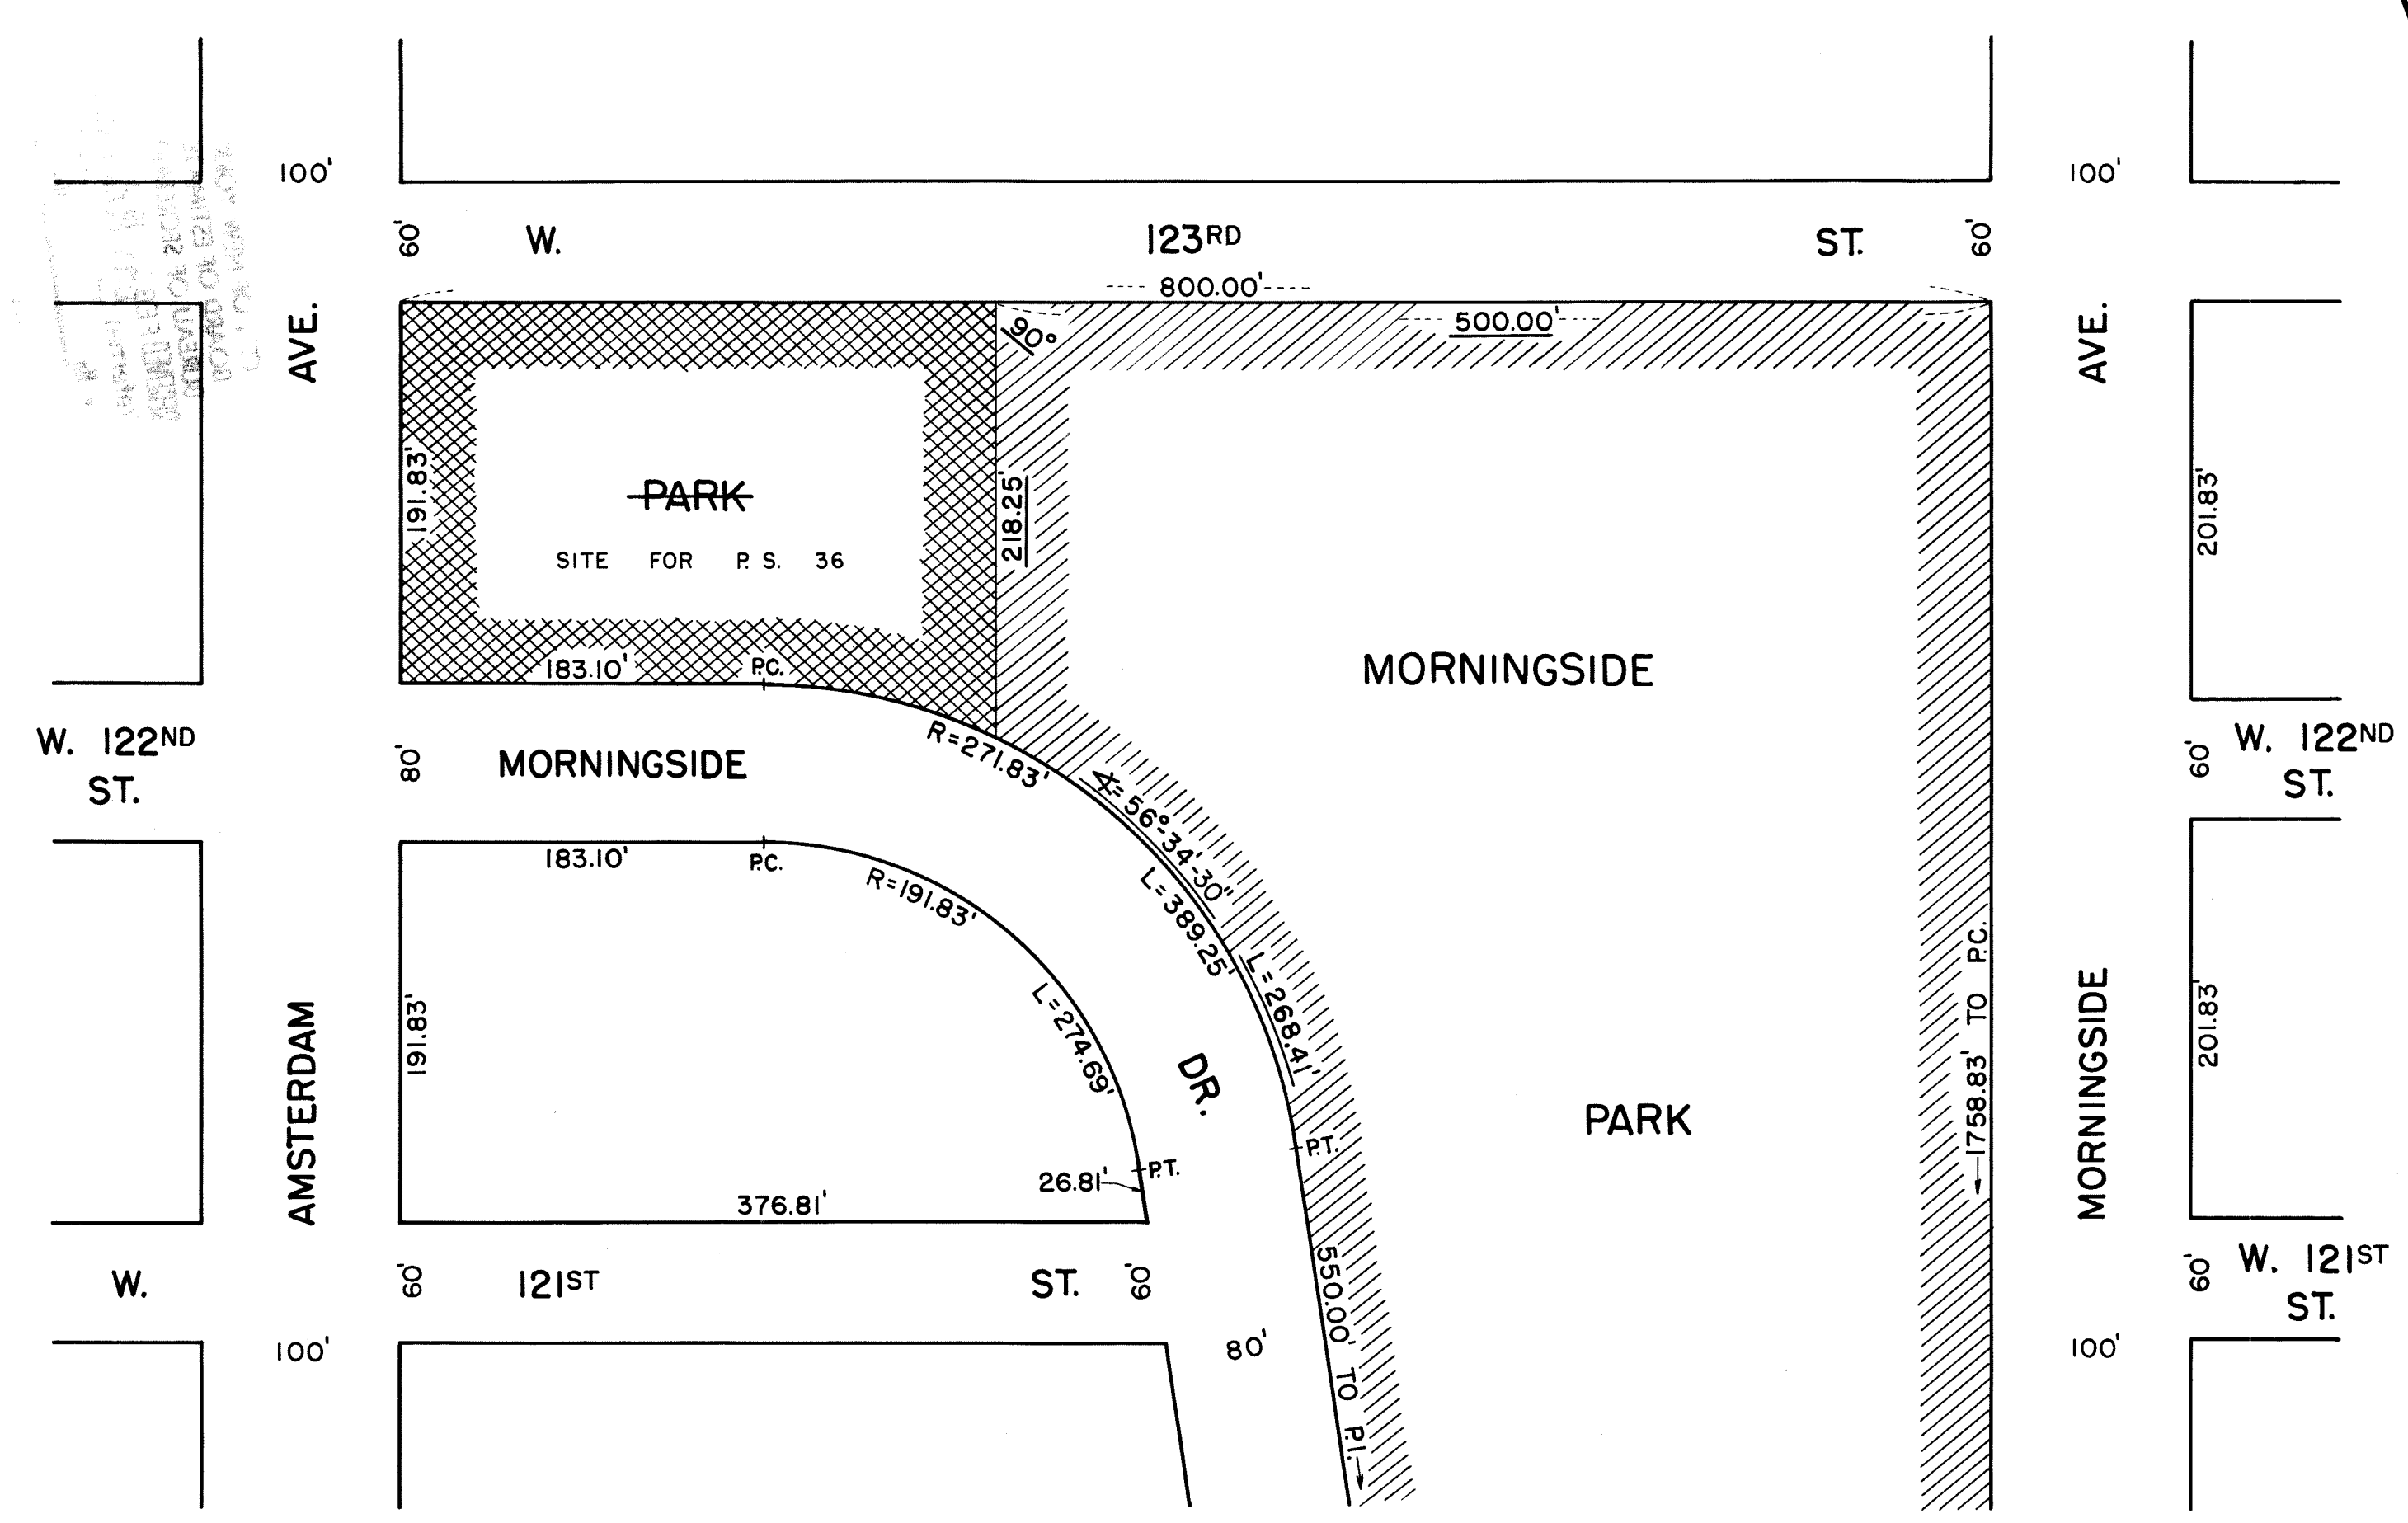 100'
100'
60'
W. 123RD ST.
60'
800.00'
AVE.
90°
500.00'
AVE.
191.83'
PARK
218.25'
201.83'
SITE FOR P. S. 36
183.10'
P.C.
MORNINGSIDE
W. 122ND
ST.
80'
MORNINGSIDE
R=271.83'
60'
W. 122ND
ST.
∡=56°-34'-30"
183.10'
P.C.
R=191.83'
L=389.25'
L=268.41'
L=274.69'
191.83'
AMSTERDAM
DR.
PARK
1758.83' TO P.C.
MORNINGSIDE
201.83'
P.T.
P.T.
26.81'
376.81'
W. 121ST ST.
60'
60'
550.00' TO P.I.
60'
W. 121ST
ST.
100'
80'
100'